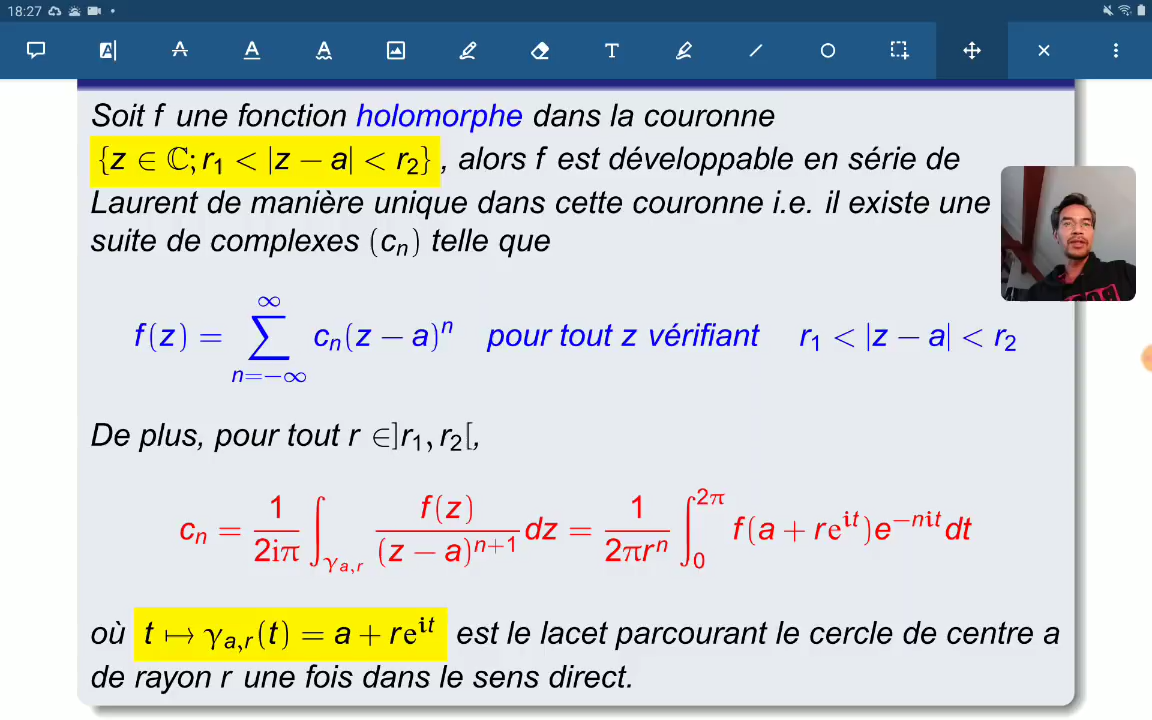 18:27
Soit f une fonction holomorphe dans la couronne
{z ∈ ℂ; r₁ < |z − a| < r₂}, alors f est développable en série de
Laurent de manière unique dans cette couronne i.e. il existe une
suite de complexes (cₙ) telle que
f(z) = ∑_{n=−∞}^{∞} cₙ(z − a)ⁿ pour tout z vérifiant r₁ < |z − a| < r₂
De plus, pour tout r ∈]r₁, r₂[,
cₙ = \frac{1}{2iπ} ∫_{γ_{a,r}} \frac{f(z)}{(z − a)^{n+1}} dz = \frac{1}{2πrⁿ} ∫_0^{2π} f(a + re^{it})e^{−nit} dt
où t ↦ γ_{a,r}(t) = a + re^{it} est le lacet parcourant le cercle de centre a
de rayon r une fois dans le sens direct.